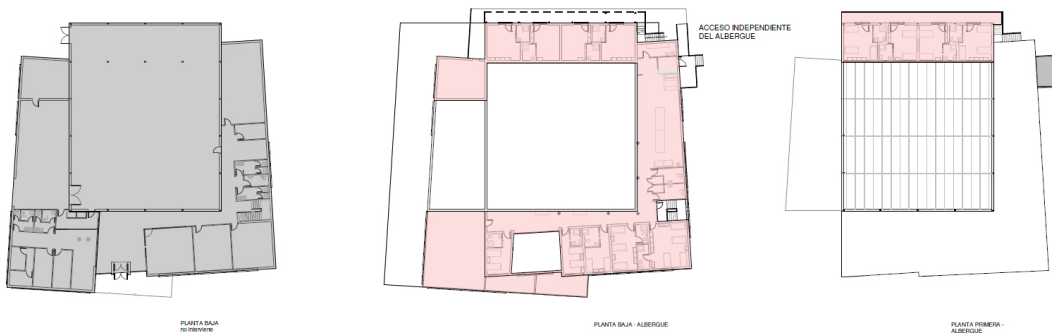 ACCESO INDEPENDIENTE
DEL ALBERGUE
PLANTA BAJA
no interviene
PLANTA BAJA - ALBERGUE
PLANTA PRIMERA -
ALBERGUE